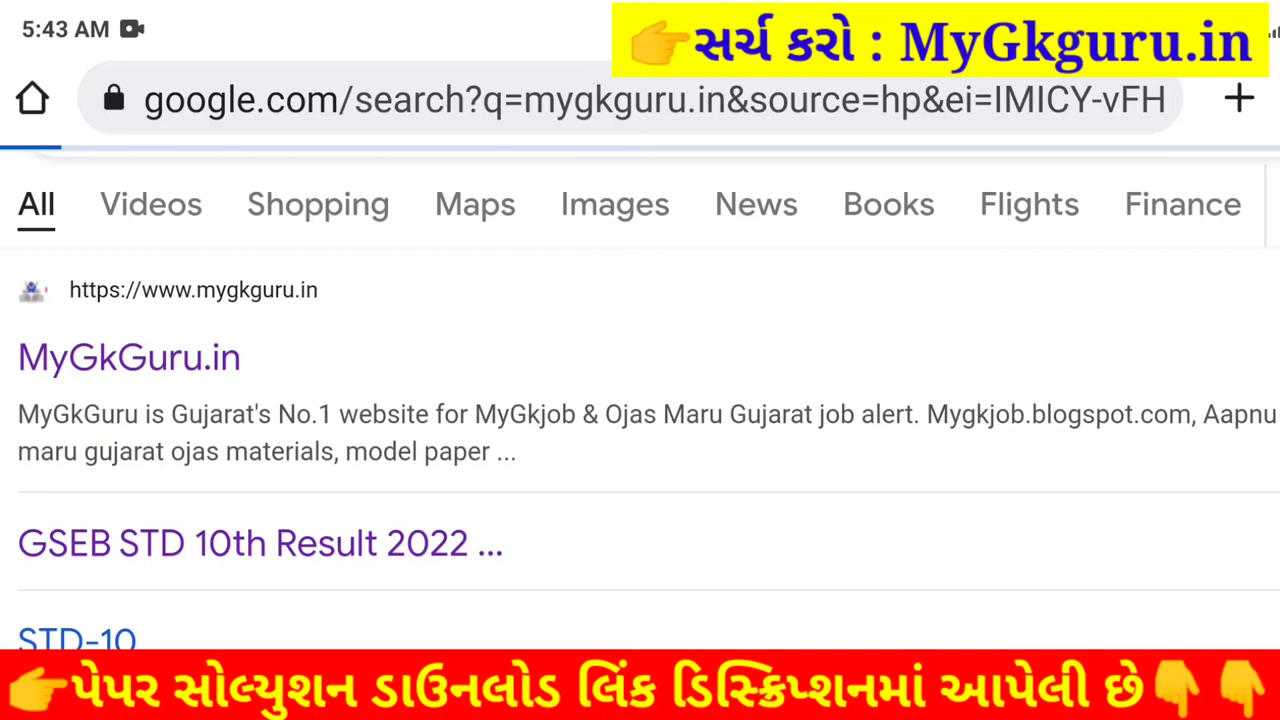 5:43 AM
👉સર્ચ કરો : MyGkguru.in
google.com/search?q=mygkguru.in&source=hp&ei=IMICY-vFH
All Videos Shopping Maps Images News Books Flights Finance
https://www.mygkguru.in
MyGkGuru.in
MyGkGuru is Gujarat's No.1 website for MyGkjob & Ojas Maru Gujarat job alert. Mygkjob.blogspot.com, Aapnu
maru gujarat ojas materials, model paper ...
GSEB STD 10th Result 2022 ...
STD-10
👉પેપર સોલ્યુશન ડાઉનલોડ લિંક ડિસ્ક્રિપ્શનમાં આપેલી છે👇👇